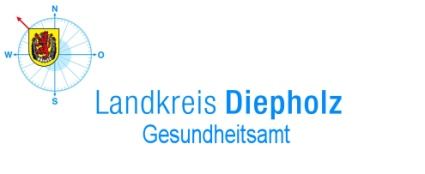 N
W O
S
Landkreis Diepholz
Gesundheitsamt